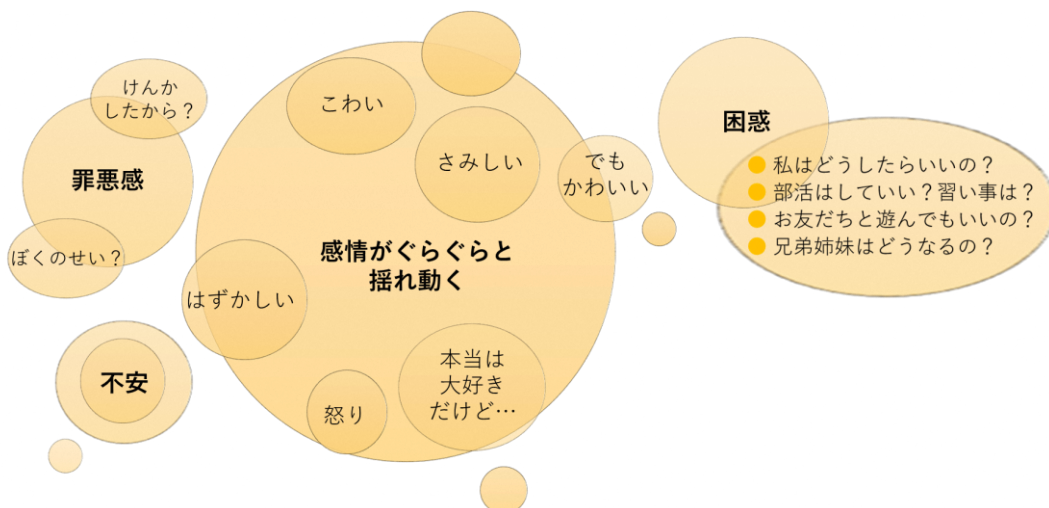 けんか
したから？
罪悪感
ぼくのせい？
不安
こわい
さみしい
でも
かわいい
感情がぐらぐらと
揺れ動く
はずかしい
怒り
本当は
大好き
だけど…
困惑
● 私はどうしたらいいの？
● 部活はしていい？習い事は？
● お友だちと遊んでもいいの？
● 兄弟姉妹はどうなるの？